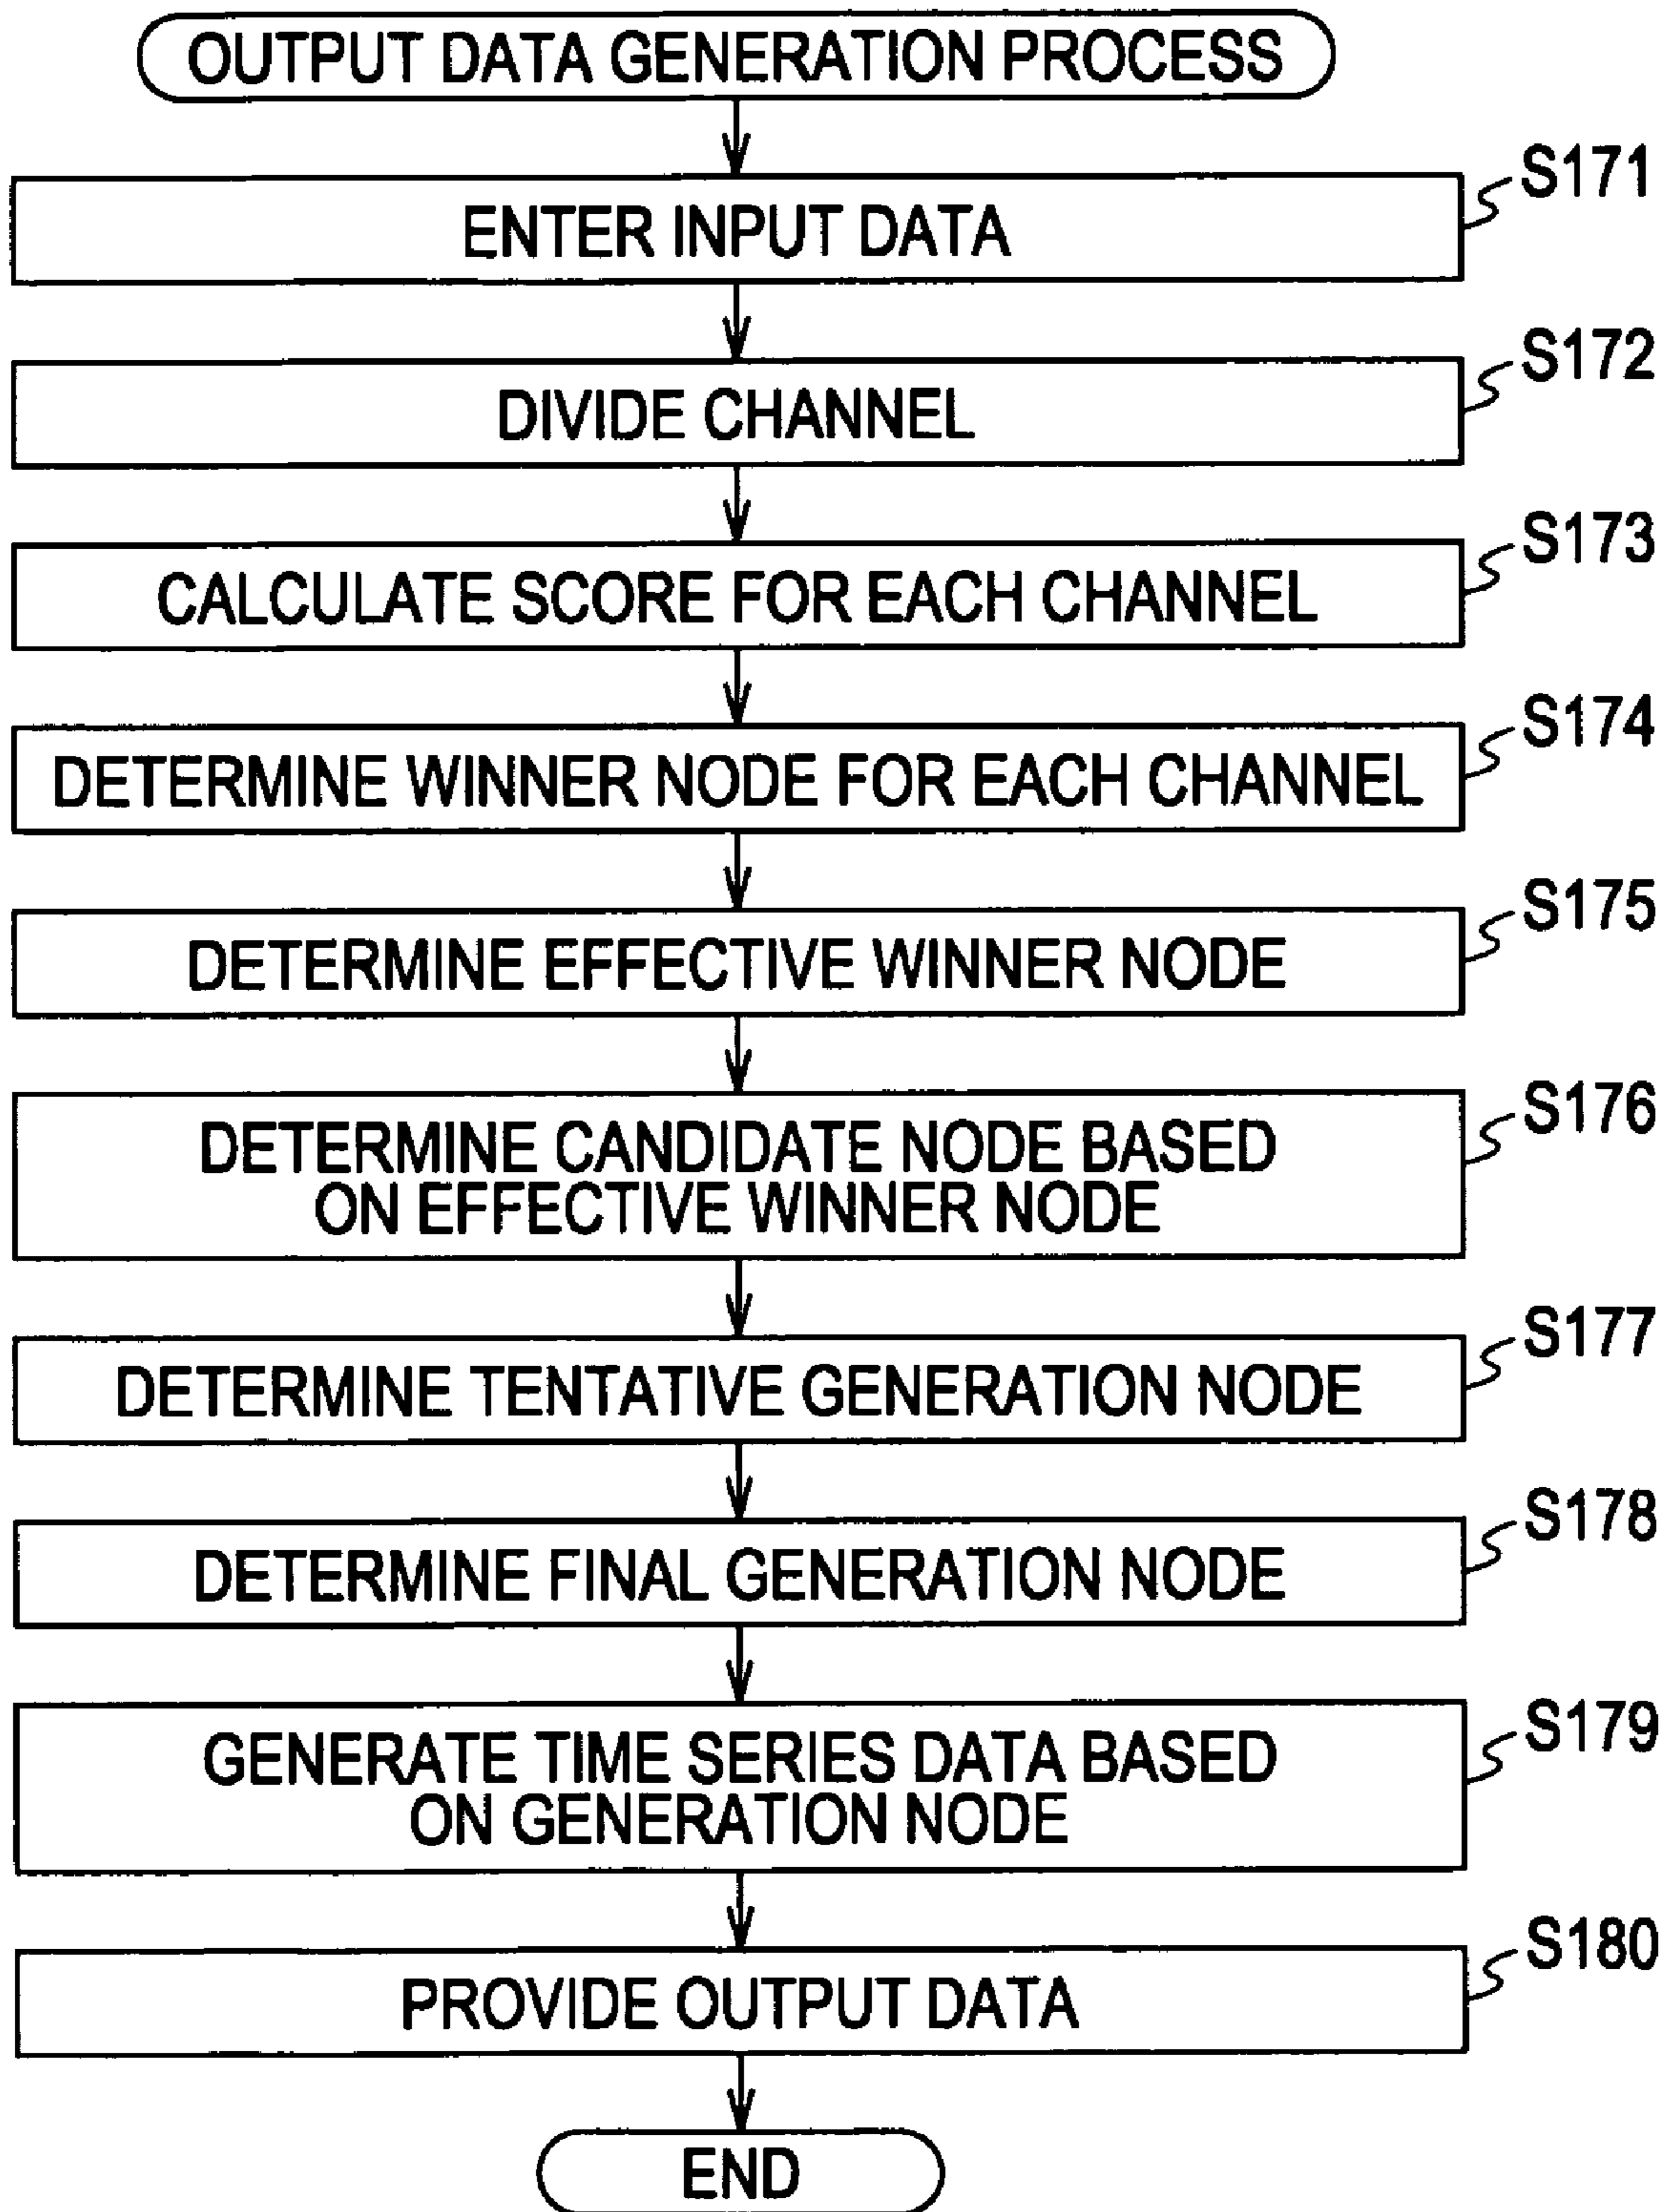 OUTPUT DATA GENERATION PROCESS
S171
ENTER INPUT DATA
S172
DIVIDE CHANNEL
S173
CALCULATE SCORE FOR EACH CHANNEL
S174
DETERMINE WINNER NODE FOR EACH CHANNEL
S175
DETERMINE EFFECTIVE WINNER NODE
S176
DETERMINE CANDIDATE NODE BASED
ON EFFECTIVE WINNER NODE
S177
DETERMINE TENTATIVE GENERATION NODE
S178
DETERMINE FINAL GENERATION NODE
S179
GENERATE TIME SERIES DATA BASED
ON GENERATION NODE
S180
PROVIDE OUTPUT DATA
END